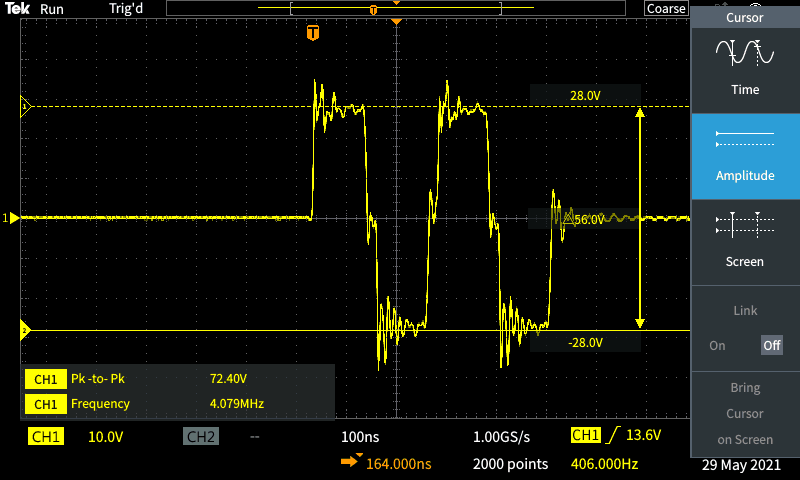 Tek Run Trig'd Coarse
Cursor
T
T
Time
1
28.0V
Amplitude
1
56.0V
Screen
Link
On Off
2
-28.0V
CH1 Pk -to- Pk 72.40V
CH1 Frequency 4.079MHz
Bring
Cursor
on Screen
CH1 10.0V CH2 -- 100ns 1.00GS/s CH1 13.6V
164.000ns 2000 points 406.000Hz 29 May 2021